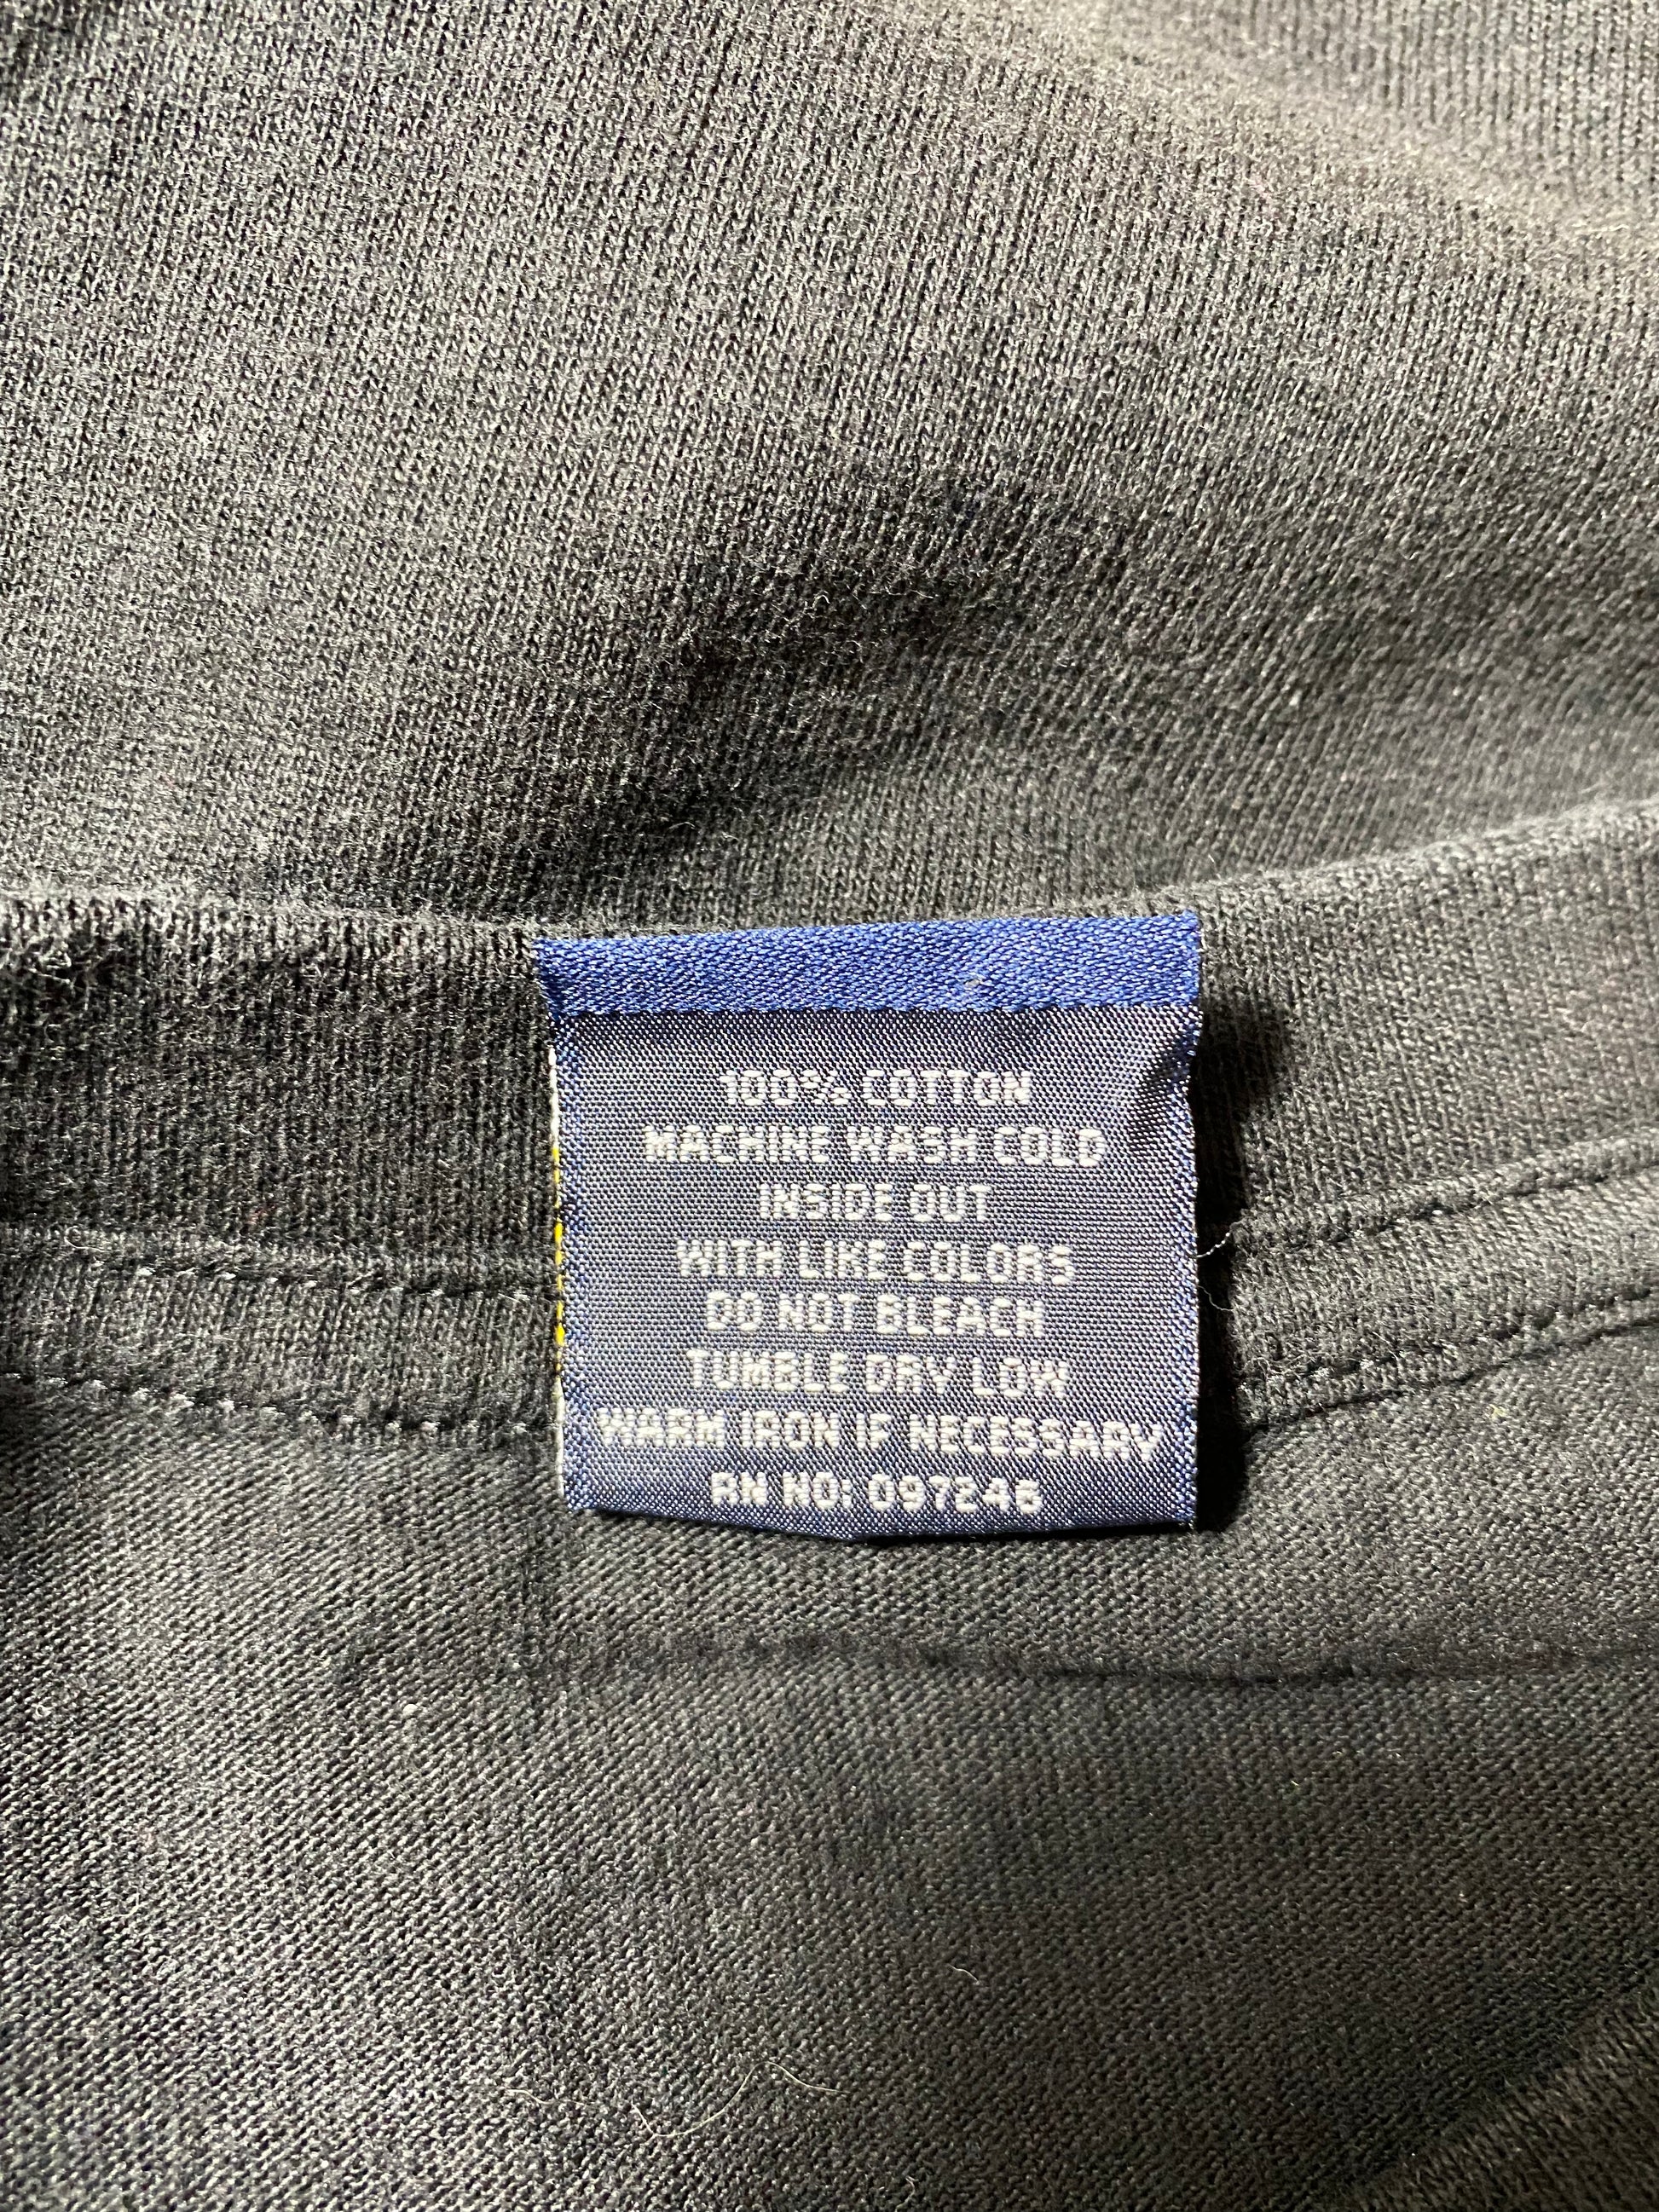 100% COTTON
MACHINE WASH COLD
INSIDE OUT
WITH LIKE COLORS
DO NOT BLEACH
TUMBLE DRY LOW
WARM IRON IF NECESSARY
RN NO: 097246